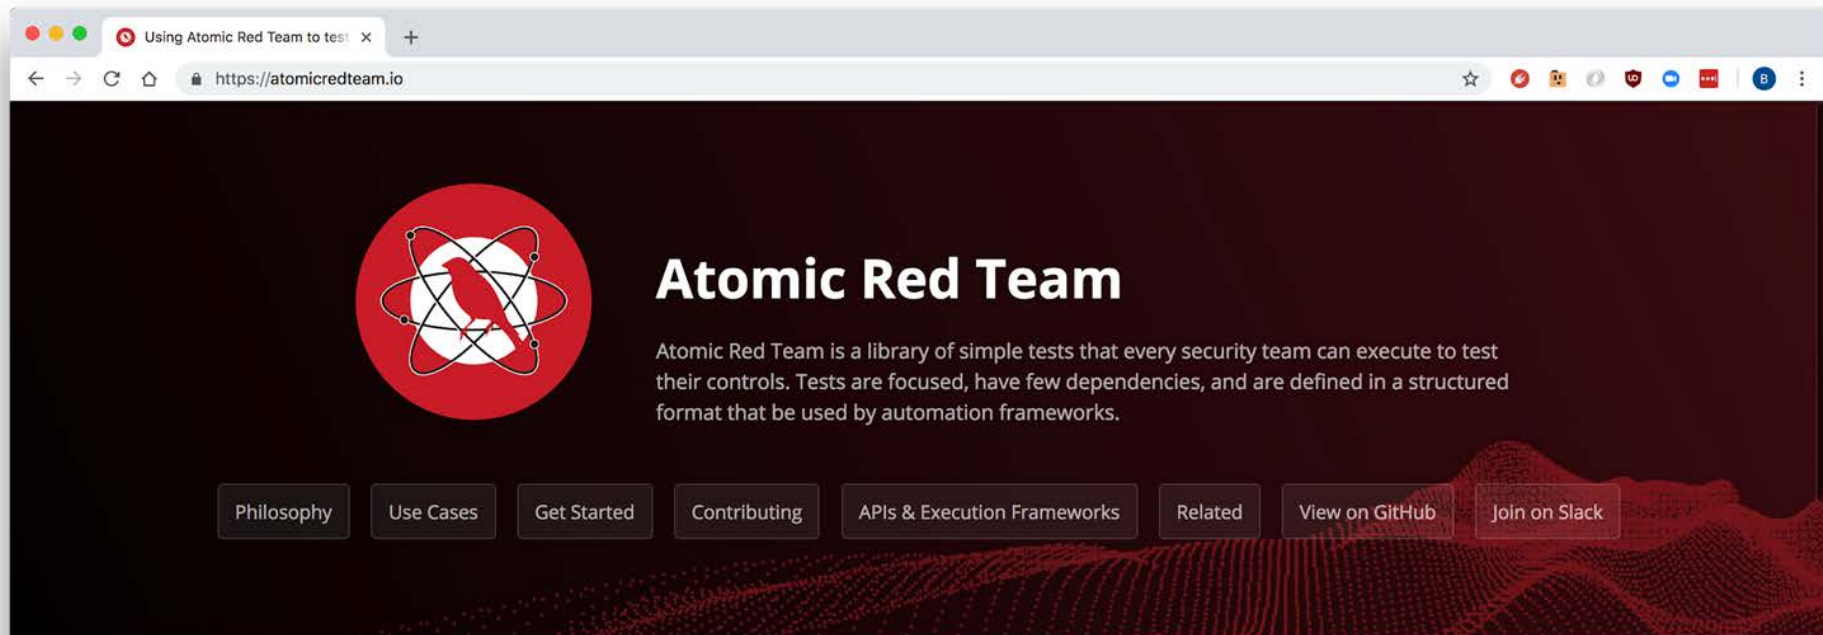 Using Atomic Red Team to test
https://atomicredteam.io
B
Atomic Red Team
Atomic Red Team is a library of simple tests that every security team can execute to test
their controls. Tests are focused, have few dependencies, and are defined in a structured
format that be used by automation frameworks.
Philosophy Use Cases Get Started Contributing APIs & Execution Frameworks Related View on GitHub Join on Slack